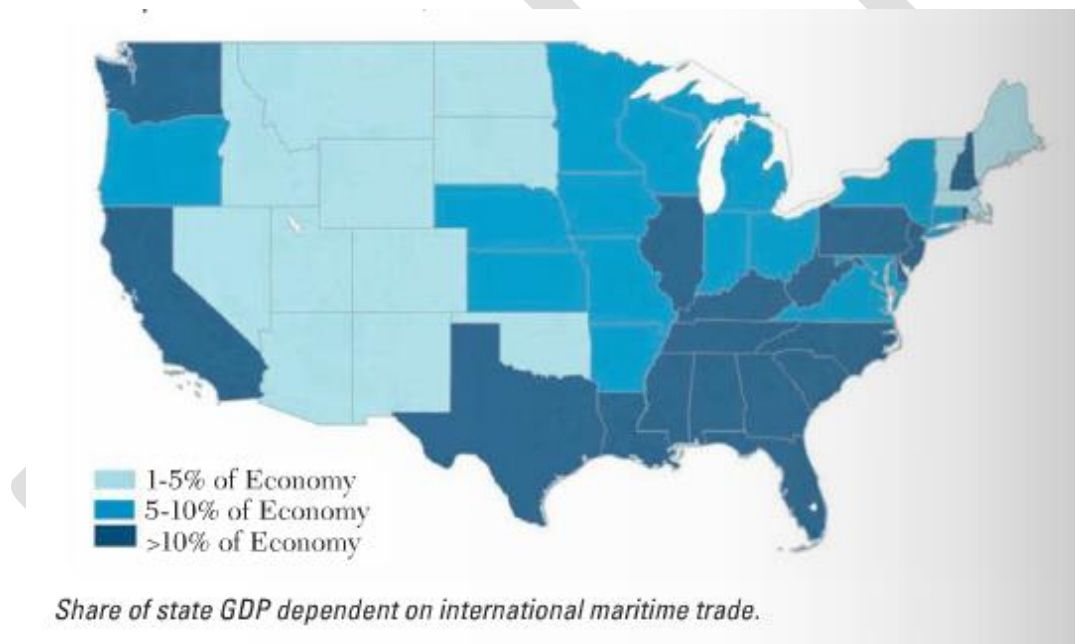 1-5% of Economy
5-10% of Economy
>10% of Economy
Share of state GDP dependent on international maritime trade.